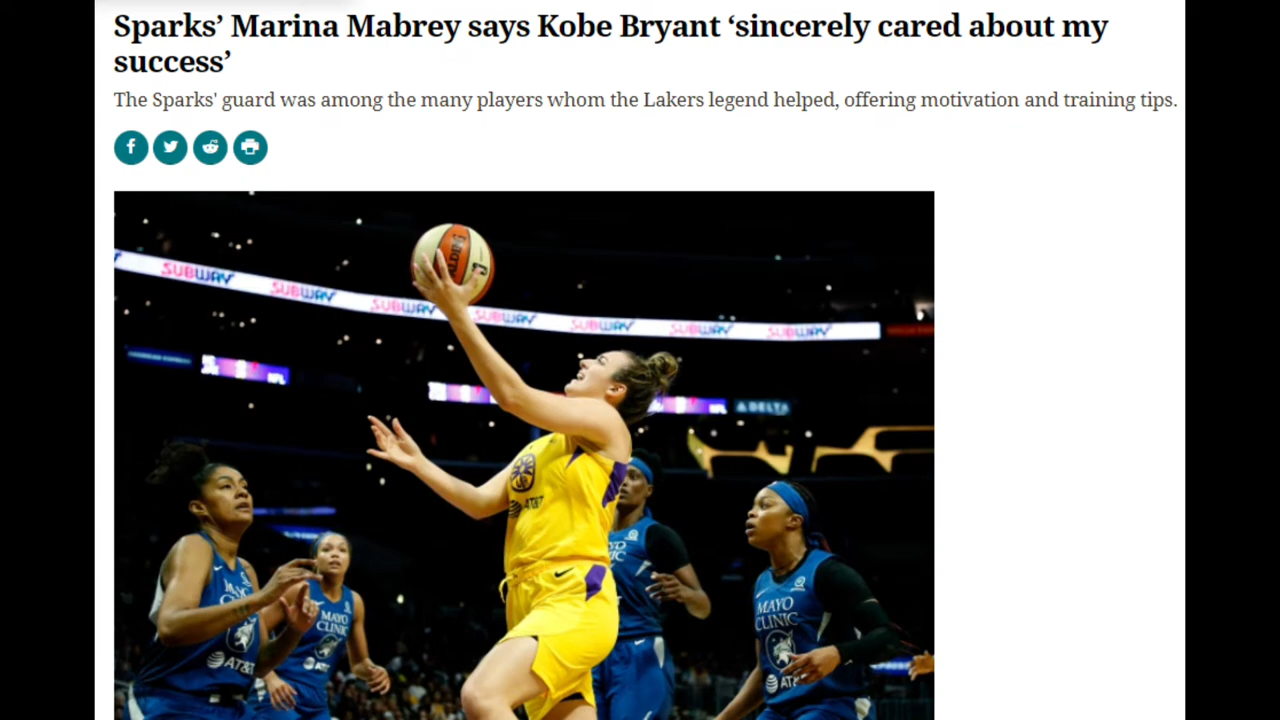 Sparks’ Marina Mabrey says Kobe Bryant ‘sincerely cared about my
success’
The Sparks' guard was among the many players whom the Lakers legend helped, offering motivation and training tips.
SUBWAY SUBWAY SUBWAY SUBWAY SUBWAY SUBWAY SUBWAY
DELTA
AT&T
MAYO
CLINIC
AT&T
MAYO
CLINIC
AT&T